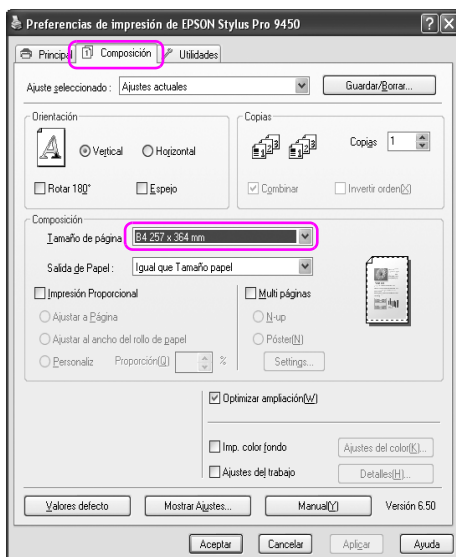 Preferencias de impresión de EPSON Stylus Pro 9450
Principal Composición Utilidades
Ajuste seleccionado : Ajustes actuales Guardar/Borrar...
Orientación
A Vertical Horizontal
Rotar 180° Espejo
Copias
Copias 1
Combinar Invertir orden(X)
Composición
Tamaño de página: B4 257 x 364 mm
Salida de Papel : Igual que Tamaño papel
Impresión Proporcional
Ajustar a Página
Ajustar al ancho del rollo de papel
Personaliz Proporción(Q) %
Multi páginas
N-up
Póster(N)
Settings...
Optimizar ampliación(W)
Imp. color fondo Ajustes del color(K)...
Ajustes del trabajo Detalles(H)...
Valores defecto Mostrar Ajustes... Manual(Y) Versión 6.50
Aceptar Cancelar Aplicar Ayuda